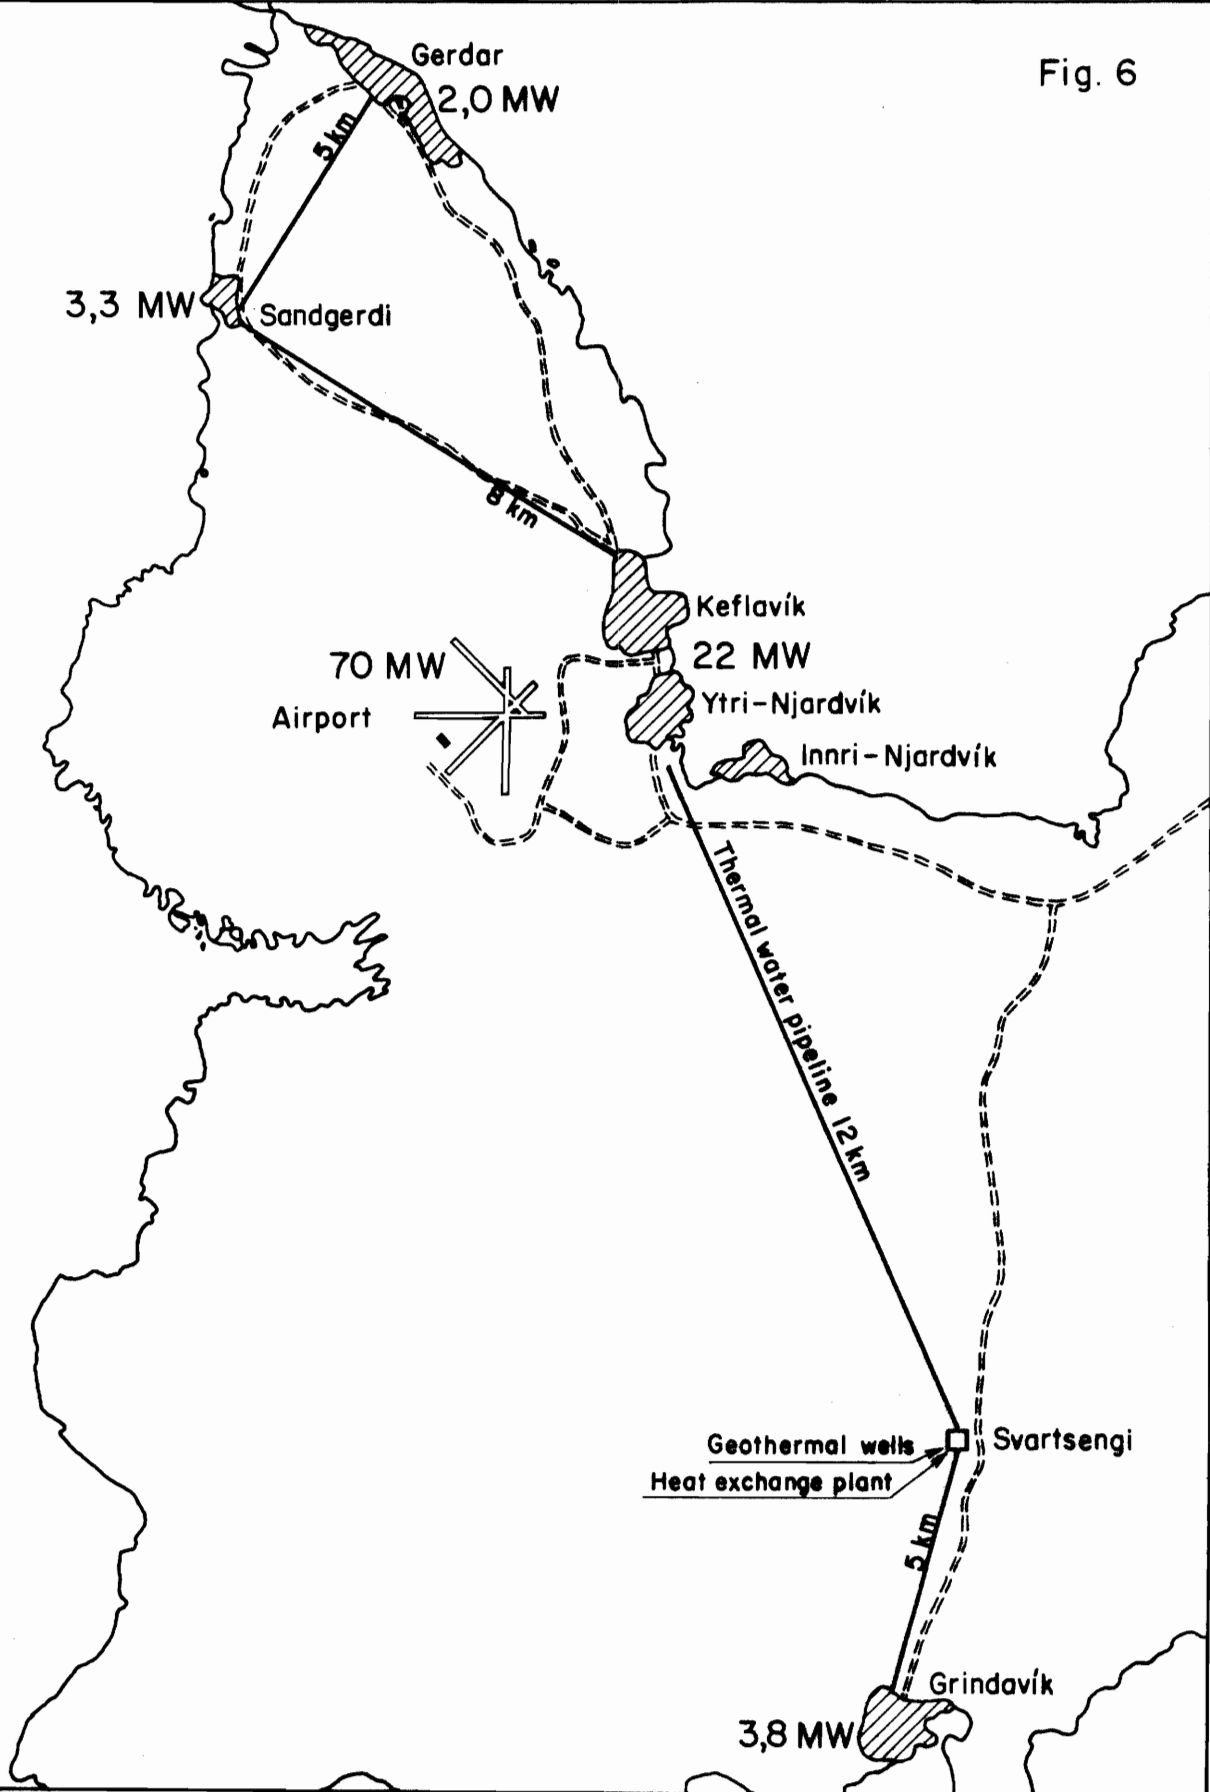 Fig. 6
Gerdar
2,0 MW
5 km
3,3 MW
Sandgerdi
8 km
Keflavík
70 MW
22 MW
Airport
Ytri-Njardvík
Innri-Njardvík
Thermal water pipeline 12 km
Geothermal wells
Svartsengi
Heat exchange plant
5 km
Grindavík
3,8 MW